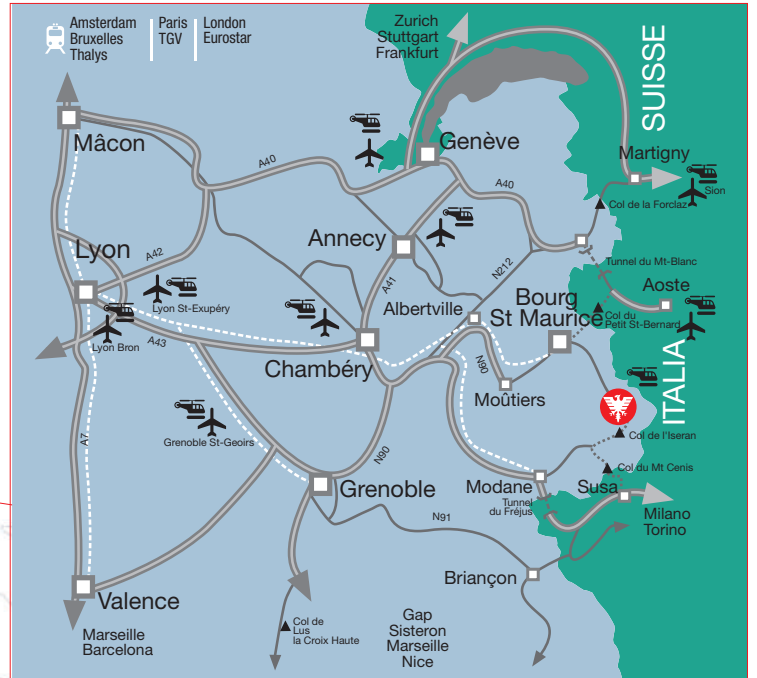 Amsterdam
Bruxelles
Thalys
Paris
TGV
London
Eurostar
Zurich
Stuttgart
Frankfurt
SUISSE
Mâcon
A40
Genève
Martigny
Sion
A40
Col de la Forclaz
Annecy
Lyon
A42
N212
Tunnel du Mt-Blanc
A41
Aoste
Lyon St-Exupéry
Albertville
Bourg
St Maurice
Col du
Petit St-Bernard
Lyon Bron
A43
Chambéry
N90
ITALIA
Moûtiers
A7
Grenoble St-Geoirs
Col de l'Iseran
N90
Col du Mt Cenis
Grenoble
Modane
Susa
Tunnel
du Fréjus
Milano
Torino
N91
Briançon
Valence
Marseille
Barcelona
Col de
Lus
la Croix Haute
Gap
Sisteron
Marseille
Nice